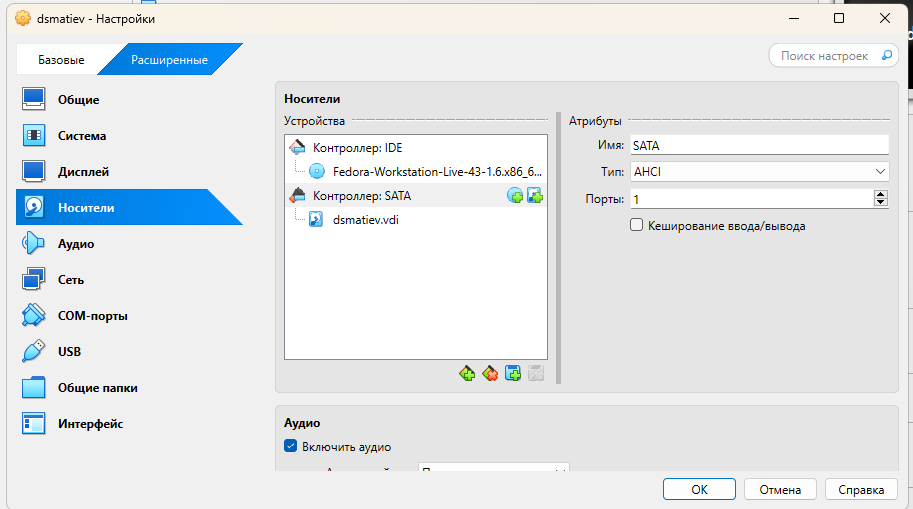 dsmatiev - Настройки
Базовые
Расширенные
Поиск настроек
Общие
Система
Дисплей
Носители
Аудио
Сеть
COM-порты
USB
Общие папки
Интерфейс
Носители
Устройства
Контроллер: IDE
Fedora-Workstation-Live-43-1.6.x86_6...
Контроллер: SATA
dsmatiev.vdi
Атрибуты
Имя: SATA
Тип: AHCI
Порты: 1
Кеширование ввода/вывода
Аудио
Включить аудио
OK
Отмена
Справка